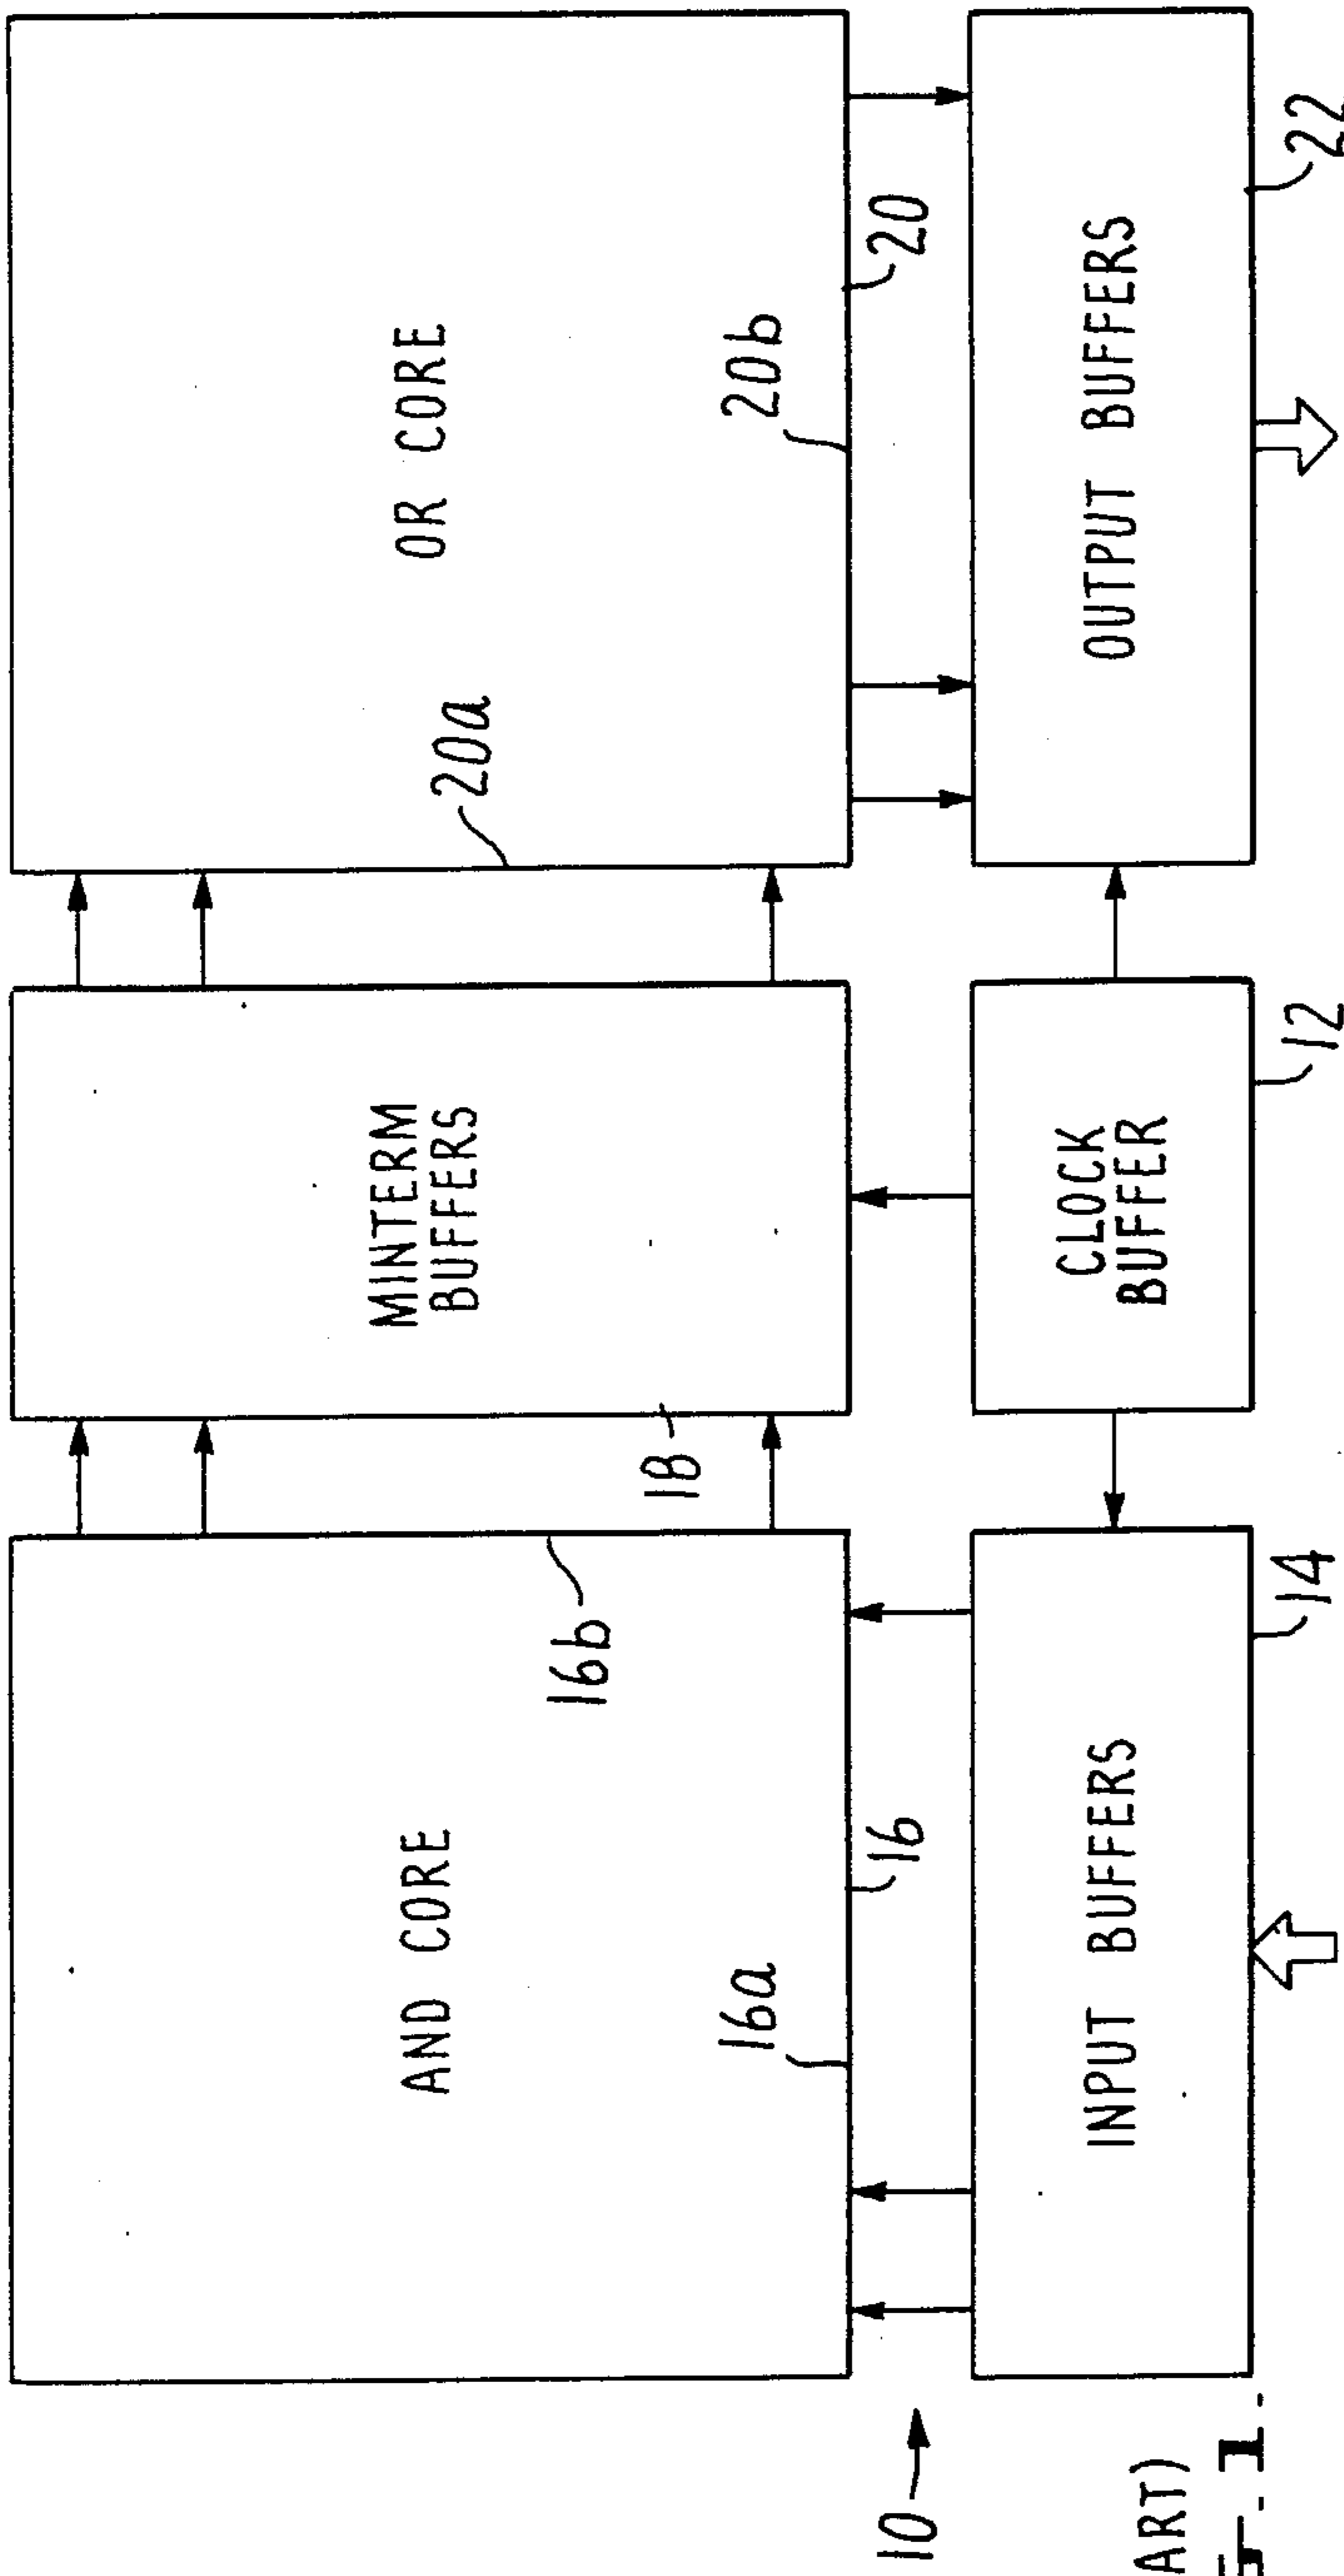 AND CORE
MINTERM
BUFFERS
OR CORE
16b
18
20a
16a
16
20b
20
10
INPUT BUFFERS
CLOCK
BUFFER
OUTPUT BUFFERS
14
12
22
ART)
1.